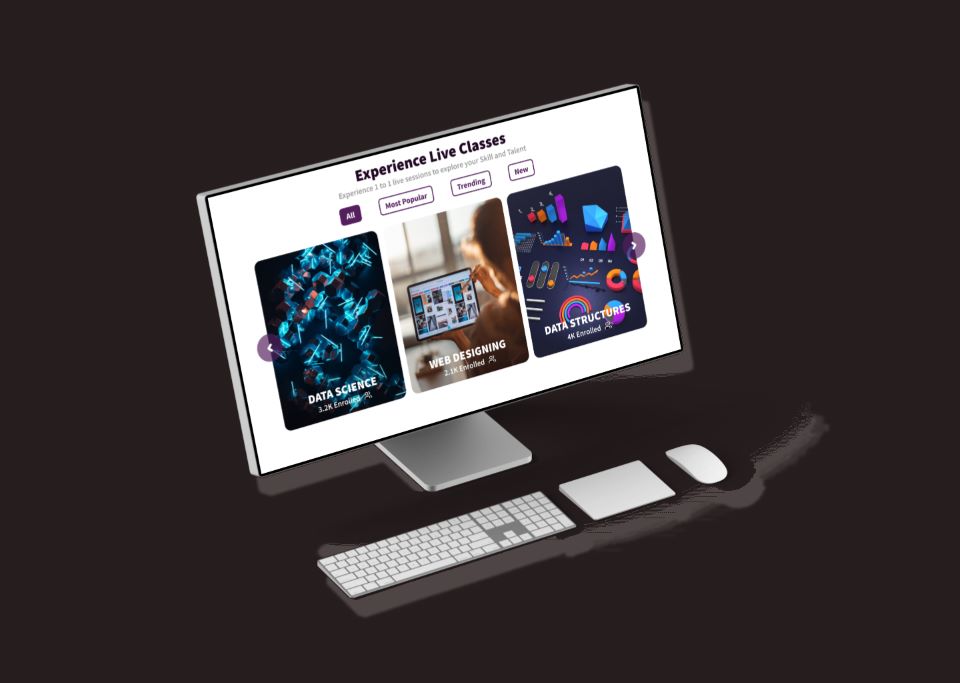 Experience Live Classes
Experience 1 to 1 live sessions to explore your Skill and Talent
All
Most Popular
Trending
New
DATA SCIENCE
3.2K Enrolled
WEB DESIGNING
2.1K Enrolled
DATA STRUCTURES
4K Enrolled